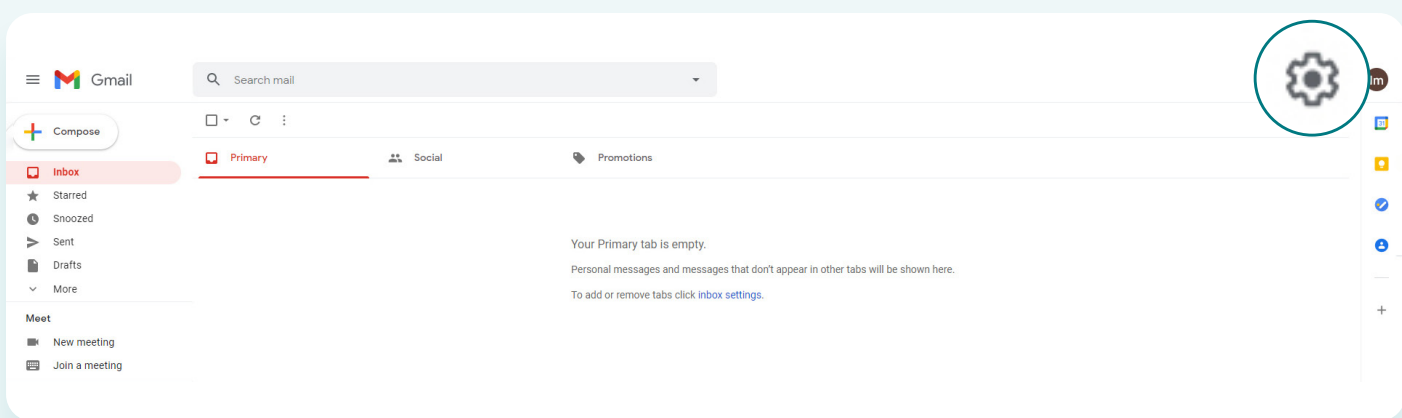 Gmail
Search mail
lm
Compose
Primary
Social
Promotions
31
Inbox
Starred
Snoozed
Sent
Drafts
More
Your Primary tab is empty.
Personal messages and messages that don't appear in other tabs will be shown here.
To add or remove tabs click inbox settings.
Meet
New meeting
Join a meeting